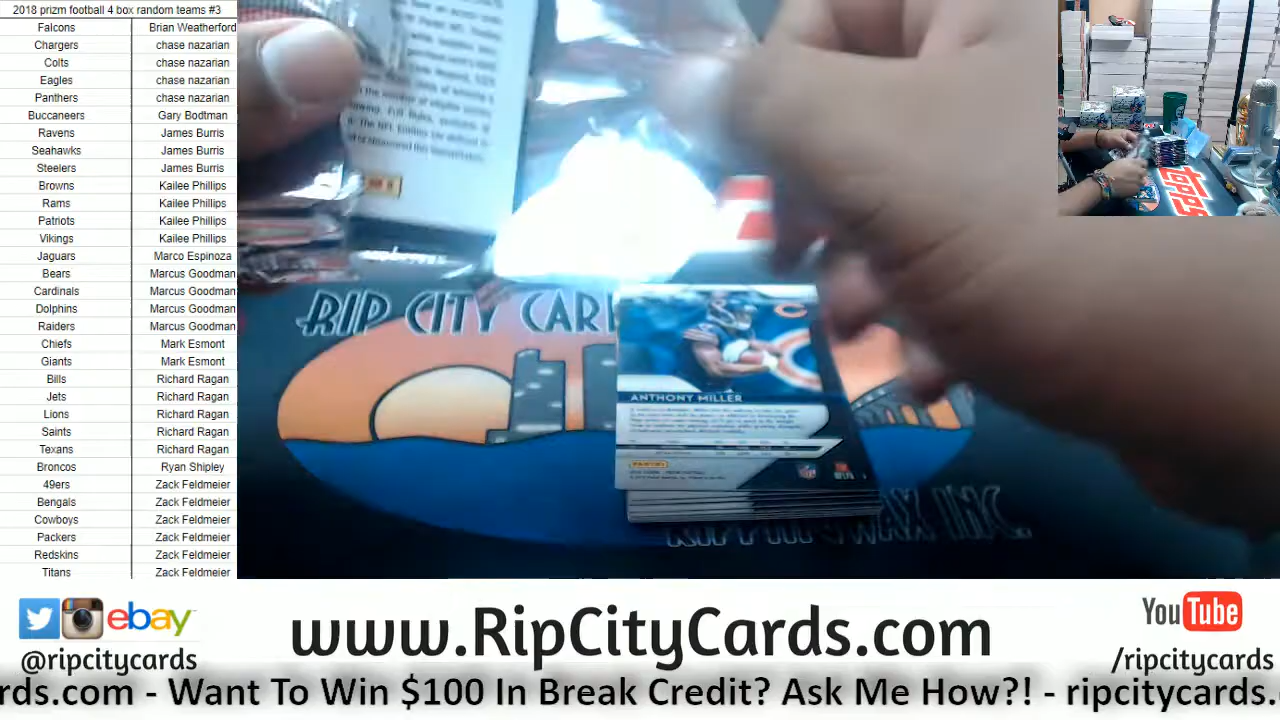 2018 prizm football 4 box random teams #3
Falcons Brian Weatherford
Chargers chase nazarian
Colts chase nazarian
Eagles chase nazarian
Panthers chase nazarian
Buccaneers Gary Bodtman
Ravens James Burris
Seahawks James Burris
Steelers James Burris
Browns Kailee Phillips
Rams Kailee Phillips
Patriots Kailee Phillips
Vikings Kailee Phillips
Jaguars Marco Espinoza
Bears Marcus Goodman
Cardinals Marcus Goodman
Dolphins Marcus Goodman
Raiders Marcus Goodman
Chiefs Mark Esmont
Giants Mark Esmont
Bills Richard Ragan
Jets Richard Ragan
Lions Richard Ragan
Saints Richard Ragan
Texans Richard Ragan
Broncos Ryan Shipley
49ers Zack Feldmeier
Bengals Zack Feldmeier
Cowboys Zack Feldmeier
Packers Zack Feldmeier
Redskins Zack Feldmeier
Titans Zack Feldmeier
topps
RIP CITY CAR
ANTHONY MILLER
PANINI
INC.
ebay
@ripcitycards
www.RipCityCards.com
YouTube
/ripcitycards
rds.com - Want To Win $100 In Break Credit? Ask Me How?! - ripcitycards.